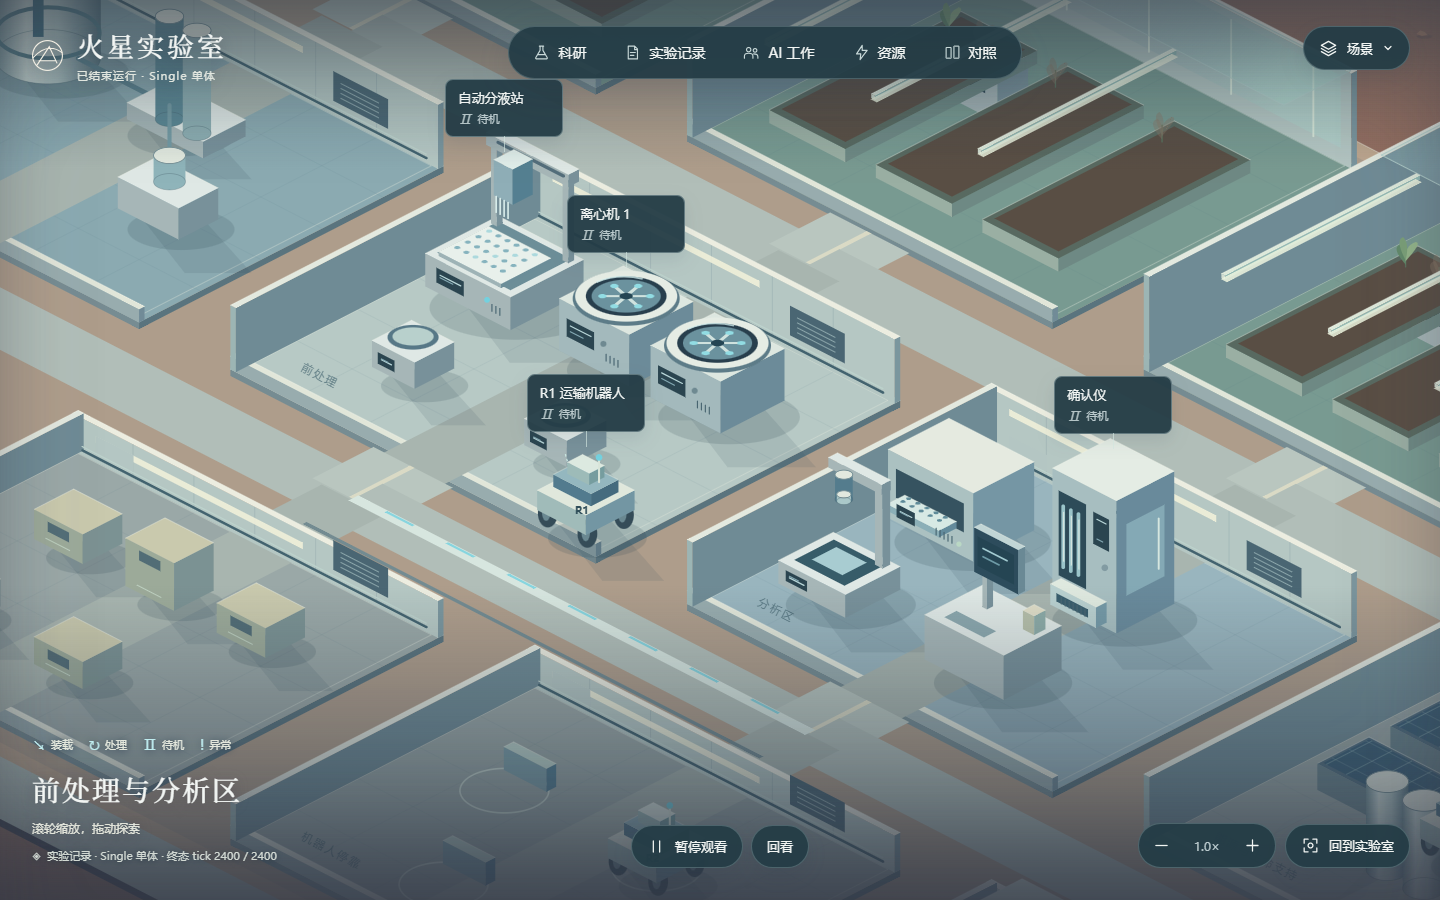 火星实验室
已结束运行 · Single 单体
科研
实验记录
AI 工作
资源
对照
场景
自动分液站
待机
离心机 1
待机
R1 运输机器人
待机
确认仪
待机
前处理
R1
分析区
装载
处理
待机
! 异常
前处理与分析区
滚轮缩放，拖动探索
实验记录 · Single 单体 · 终态 tick 2400 / 2400
机器人停靠
暂停观看
回看
1.0×
回到实验室